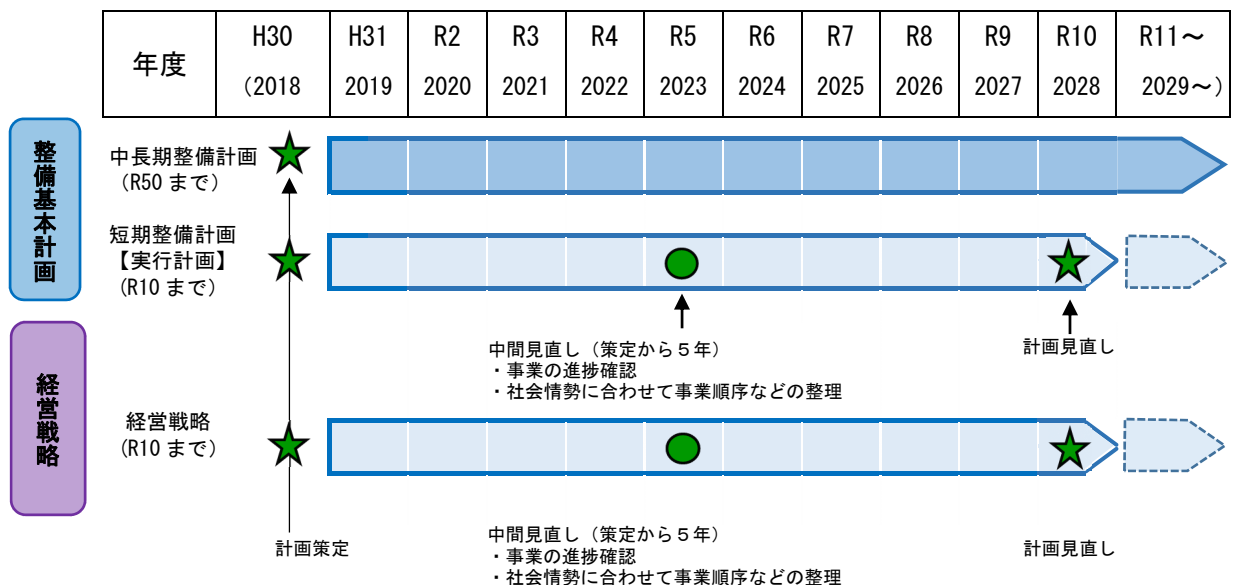 年度
H30 H31 R2 R3 R4 R5 R6 R7 R8 R9 R10 R11～
(2018 2019 2020 2021 2022 2023 2024 2025 2026 2027 2028 2029～)
整備基本計画
中長期整備計画
(R50 まで)
短期整備計画
【実行計画】
(R10 まで)
中間見直し（策定から５年）
・事業の進捗確認
・社会情勢に合わせて事業順序などの整理
計画見直し
経営戦略
経営戦略
(R10 まで)
計画策定
中間見直し（策定から５年）
・事業の進捗確認
・社会情勢に合わせて事業順序などの整理
計画見直し